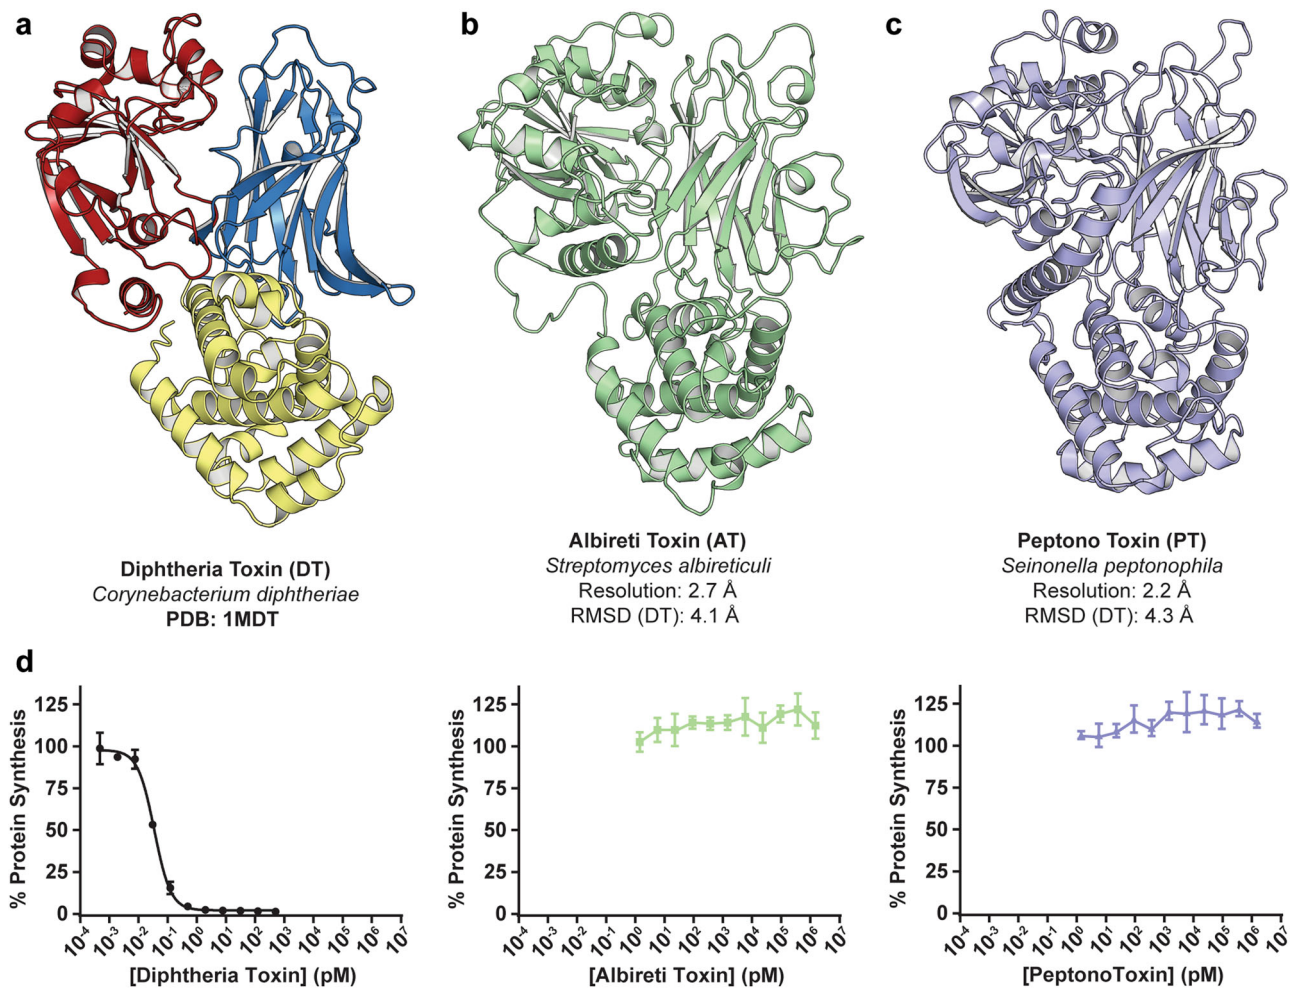 a
b
c
Diphtheria Toxin (DT)
Corynebacterium diphtheriae
PDB: 1MDT
Albireti Toxin (AT)
Streptomyces albireticuli
Resolution: 2.7 Å
RMSD (DT): 4.1 Å
Peptono Toxin (PT)
Seinonella peptonophila
Resolution: 2.2 Å
RMSD (DT): 4.3 Å
d
% Protein Synthesis
125
100
75
50
25
0
10-4 10-3 10-2 10-1 100 101 102 103 104 105 106 107
[Diphtheria Toxin] (pM)
% Protein Synthesis
125
100
75
50
25
0
10-4 10-3 10-2 10-1 100 101 102 103 104 105 106 107
[Albireti Toxin] (pM)
% Protein Synthesis
125
100
75
50
25
0
10-4 10-3 10-2 10-1 100 101 102 103 104 105 106 107
[PeptonoToxin] (pM)